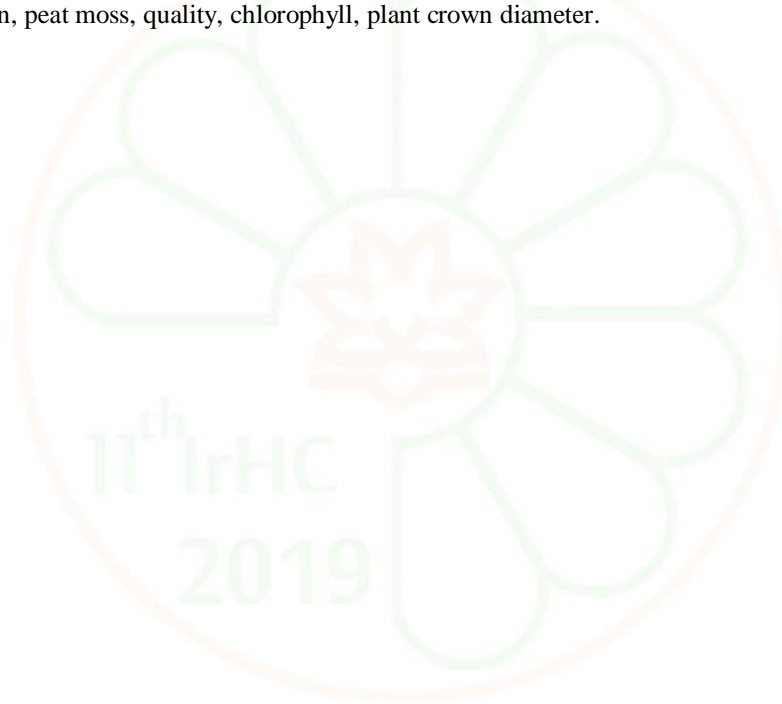 n, peat moss, quality, chlorophyll, plant crown diameter.
11th IrHC
2019